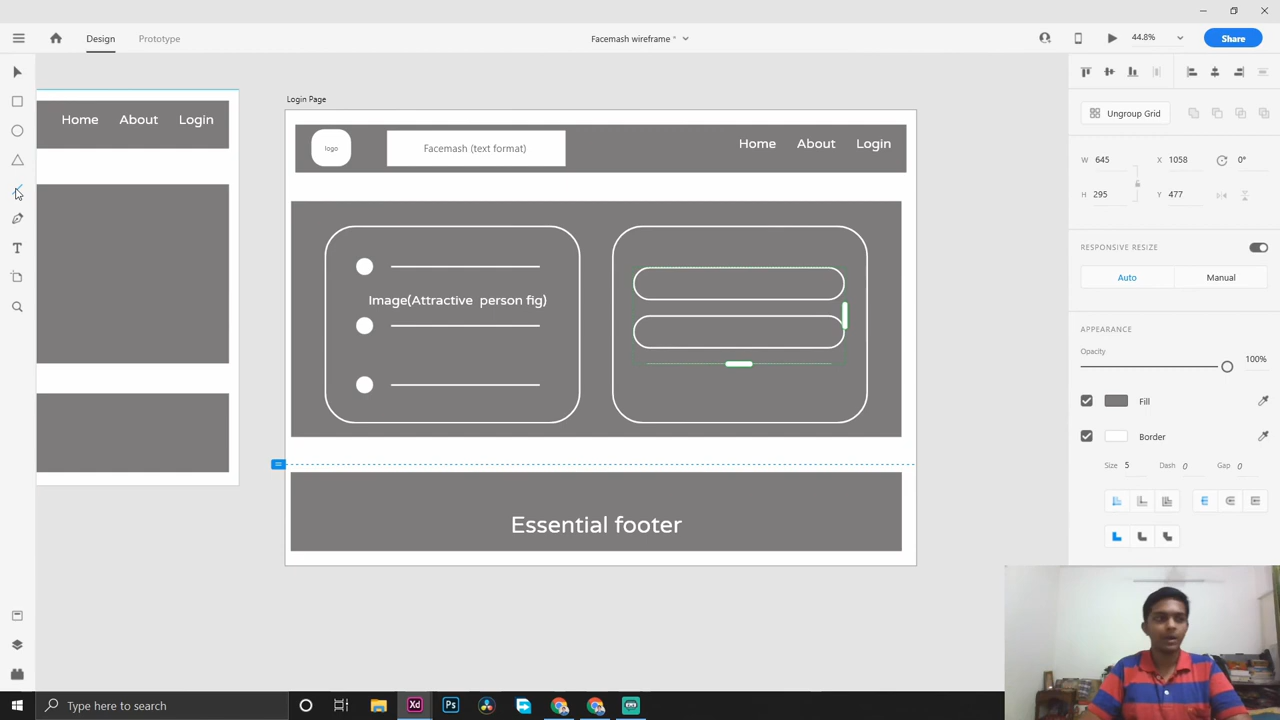 Design
Prototype
Facemash wireframe *
44.8%
Share
Home
About
Login
Login Page
logo
Facemash (text format)
Home
About
Login
Image(Attractive person fig)
Essential footer
Ungroup Grid
W 645
X 1058
0°
H 295
Y 477
RESPONSIVE RESIZE
Auto
Manual
APPEARANCE
Opacity
100%
Fill
Border
Size 5
Dash 0
Gap 0
Type here to search
Xd
Ps